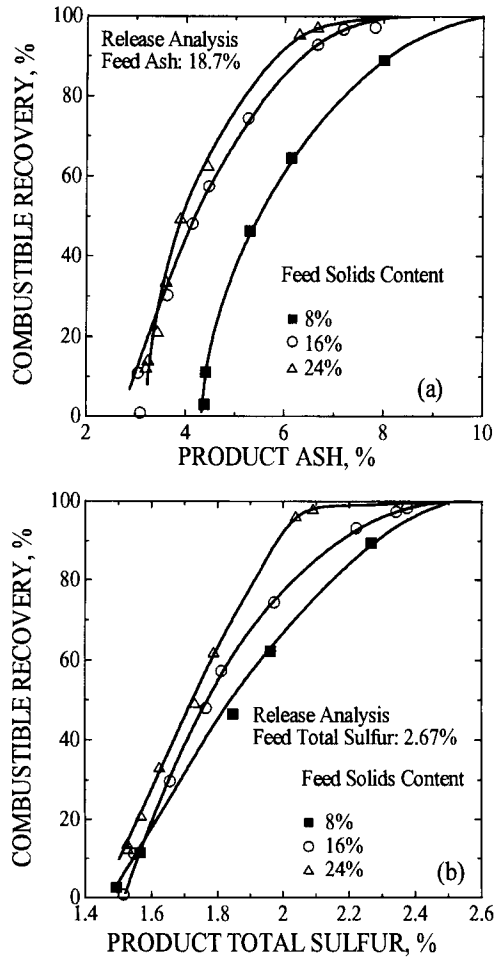 100
80
60
40
20
0
COMBUSTIBLE RECOVERY, %
Release Analysis
Feed Ash: 18.7%
Feed Solids Content
8%
16%
24%
(a)
2 4 6 8 10
PRODUCT ASH, %
100
80
60
40
20
0
COMBUSTIBLE RECOVERY, %
Release Analysis
Feed Total Sulfur: 2.67%
Feed Solids Content
8%
16%
24%
(b)
1.4 1.6 1.8 2 2.2 2.4 2.6
PRODUCT TOTAL SULFUR, %